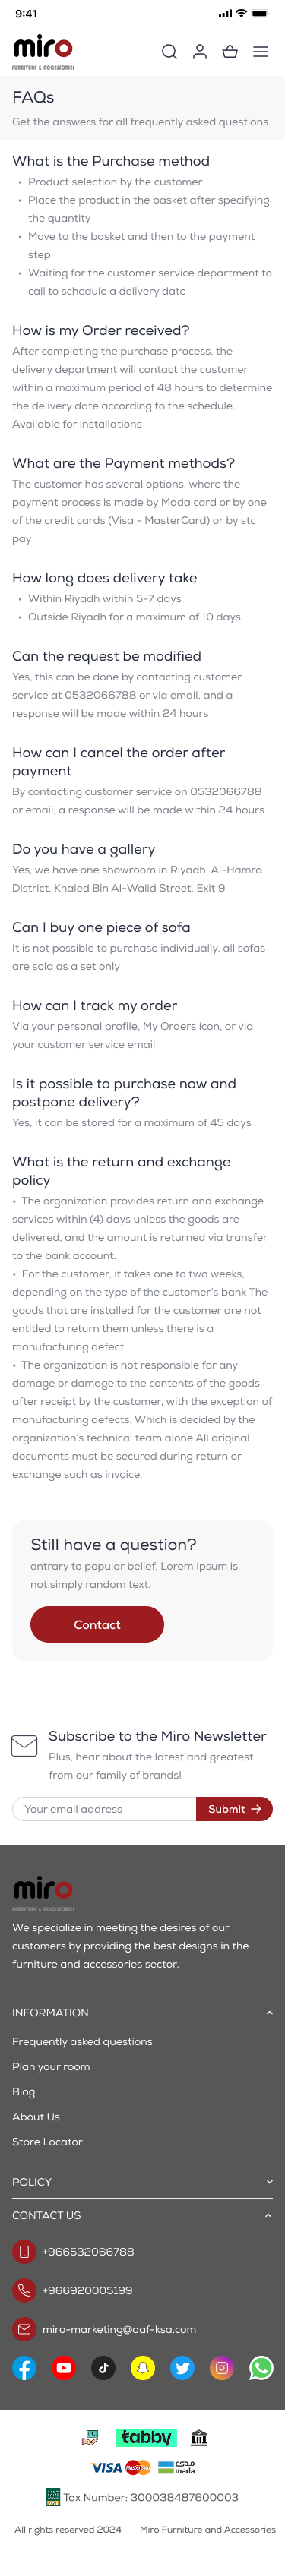 9:41
miro
FURNITURE & ACCESSORIES
FAQs
Get the answers for all frequently asked questions
What is the Purchase method
• Product selection by the customer
• Place the product in the basket after specifying
the quantity
• Move to the basket and then to the payment
step
• Waiting for the customer service department to
call to schedule a delivery date
How is my Order received?
After completing the purchase process, the
delivery department will contact the customer
within a maximum period of 48 hours to determine
the delivery date according to the schedule.
Available for installations
What are the Payment methods?
The customer has several options, where the
payment process is made by Mada card or by one
of the credit cards (Visa - MasterCard) or by stc
pay
How long does delivery take
• Within Riyadh within 5-7 days
• Outside Riyadh for a maximum of 10 days
Can the request be modified
Yes, this can be done by contacting customer
service at 0532066788 or via email, and a
response will be made within 24 hours
How can I cancel the order after
payment
By contacting customer service on 0532066788
or email, a response will be made within 24 hours
Do you have a gallery
Yes, we have one showroom in Riyadh, Al-Hamra
District, Khaled Bin Al-Walid Street, Exit 9
Can I buy one piece of sofa
It is not possible to purchase individually, all sofas
are sold as a set only
How can I track my order
Via your personal profile, My Orders icon, or via
your customer service email
Is it possible to purchase now and
postpone delivery?
Yes, it can be stored for a maximum of 45 days
What is the return and exchange
policy
• The organization provides return and exchange
services within (4) days unless the goods are
delivered, and the amount is returned via transfer
to the bank account.
• For the customer, it takes one to two weeks,
depending on the type of the customer's bank The
goods that are installed for the customer are not
entitled to return them unless there is a
manufacturing defect
• The organization is not responsible for any
damage or damage to the contents of the goods
after receipt by the customer, with the exception of
manufacturing defects. Which is decided by the
organization's technical team alone All original
documents must be secured during return or
exchange such as invoice.
Still have a question?
ontrary to popular belief, Lorem Ipsum is
not simply random text.
Contact
Subscribe to the Miro Newsletter
Plus, hear about the latest and greatest
from our family of brands!
Your email address
Submit
miro
FURNITURE & ACCESSORIES
We specialize in meeting the desires of our
customers by providing the best designs in the
furniture and accessories sector.
INFORMATION
Frequently asked questions
Plan your room
Blog
About Us
Store Locator
POLICY
CONTACT US
+966532066788
+966920005199
miro-marketing@aaf-ksa.com
tabby
VISA MasterCard مدى mada
Tax Number: 300038487600003
All rights reserved 2024 | Miro Furniture and Accessories